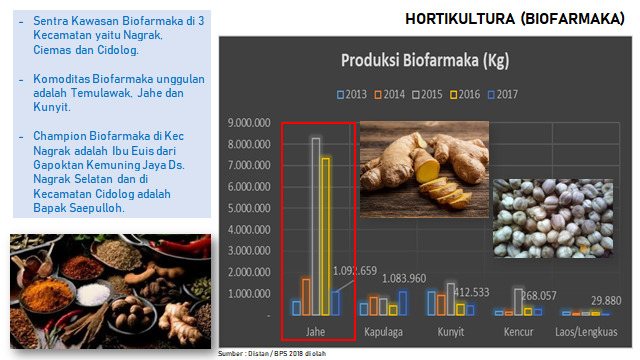 HORTIKULTURA (BIOFARMAKA)
- Sentra Kawasan Biofarmaka di 3
Kecamatan yaitu Nagrak,
Ciemas dan Cidolog.
- Komoditas Biofarmaka unggulan
adalah Temulawak, Jahe dan
Kunyit.
- Champion Biofarmaka di Kec
Nagrak adalah Ibu Euis dari
Gapoktan Kemuning Jaya Ds.
Nagrak Selatan dan di
Kecamatan Cidolog adalah
Bapak Saepulloh.
Produksi Biofarmaka (Kg)
2013 2014 2015 2016 2017
9.000.000
8.000.000
7.000.000
6.000.000
5.000.000
4.000.000
3.000.000
2.000.000
1.000.000
-
1.092.659
1.083.960
412.533
268.057
29.880
Jahe Kapulaga Kunyit Kencur Laos/Lengkuas
Sumber : Distan / BPS 2018 diolah